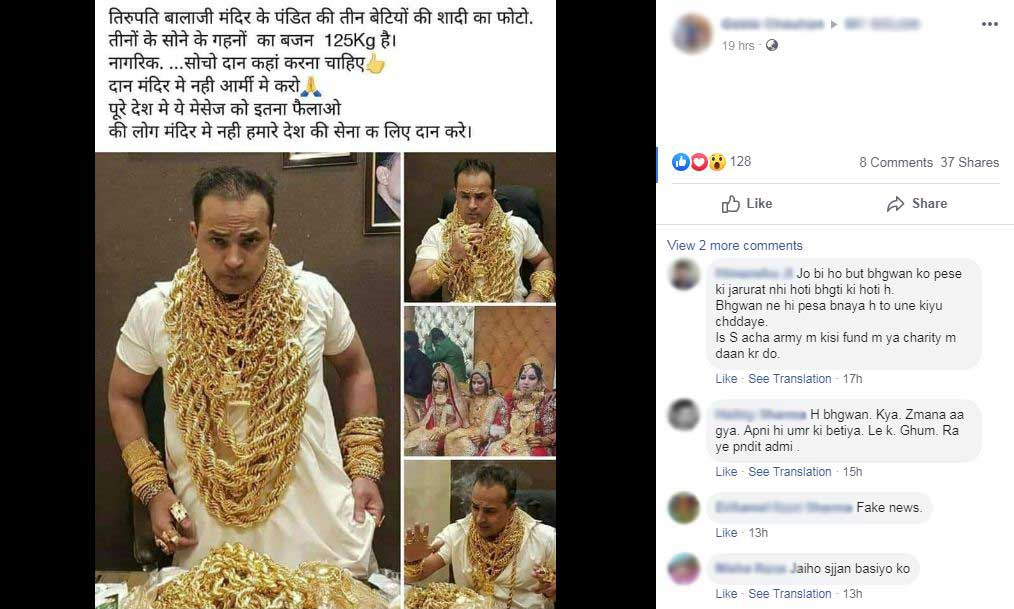 तिरुपति बालाजी मंदिर के पंडित की तीन बेटियों की शादी का फोटो.
तीनों के सोने के गहनों का बजन 125Kg है।
नागरिक. ...सोचो दान कहां करना चाहिए👍
दान मंदिर मे नही आर्मी मे करो🙏
पूरे देश मे ये मेसेज को इतना फैलाओ
की लोग मंदिर मे नही हमारे देश की सेना क लिए दान करे।
19 hrs ·
128
8 Comments 37 Shares
Like Share
View 2 more comments
Jo bi ho but bhgwan ko pese
ki jarurat nhi hoti bhgti ki hoti h.
Bhgwan ne hi pesa bnaya h to une kiyu
chddaye.
Is S acha army m kisi fund m ya charity m
daan kr do.
Like · See Translation · 17h
H bhgwan. Kya. Zmana aa
gya. Apni hi umr ki betiya. Le k. Ghum. Ra
ye pndit admi .
Like · See Translation · 15h
Fake news.
Like · 13h
Jaiho sjjan basiyo ko
Like · See Translation · 13h